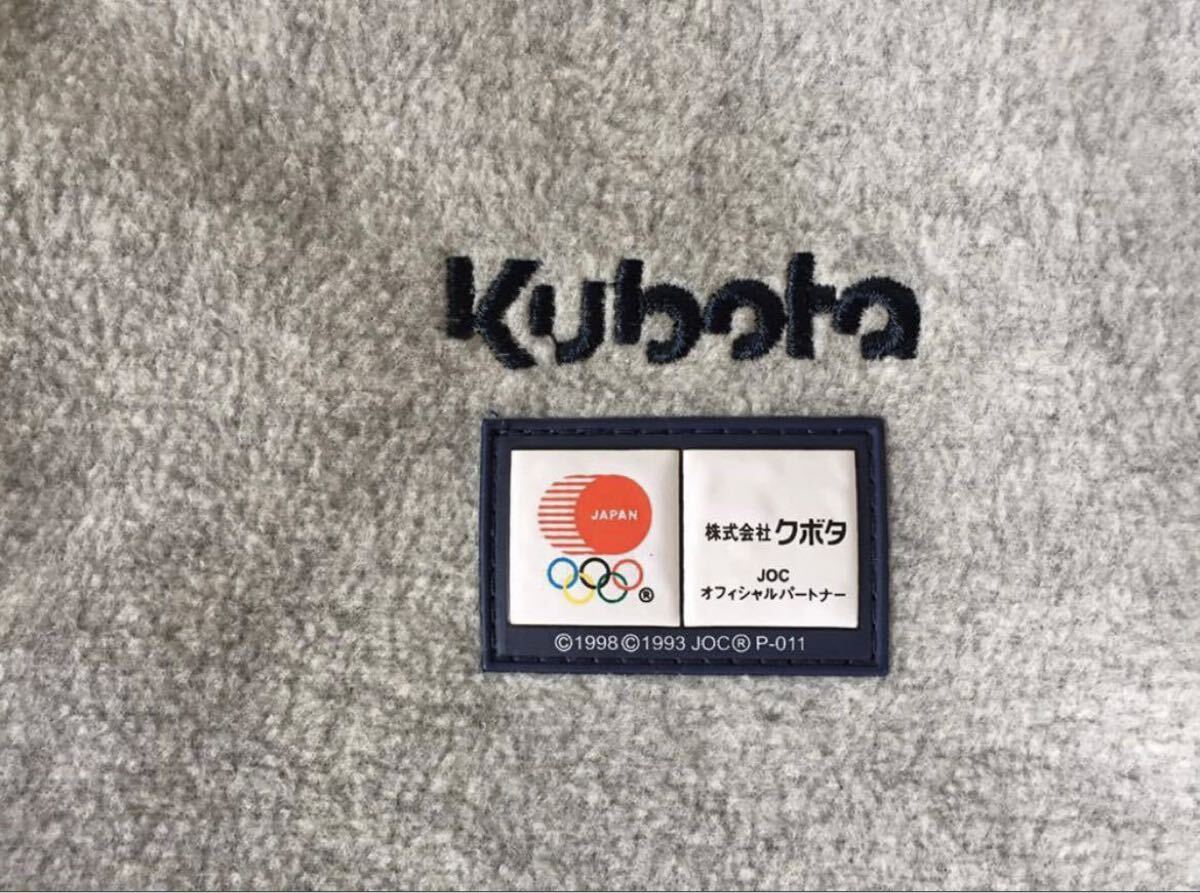 Kubota
JAPAN
®
株式会社 クボタ
JOC
オフィシャルパートナー
©1998 ©1993 JOC® P-011